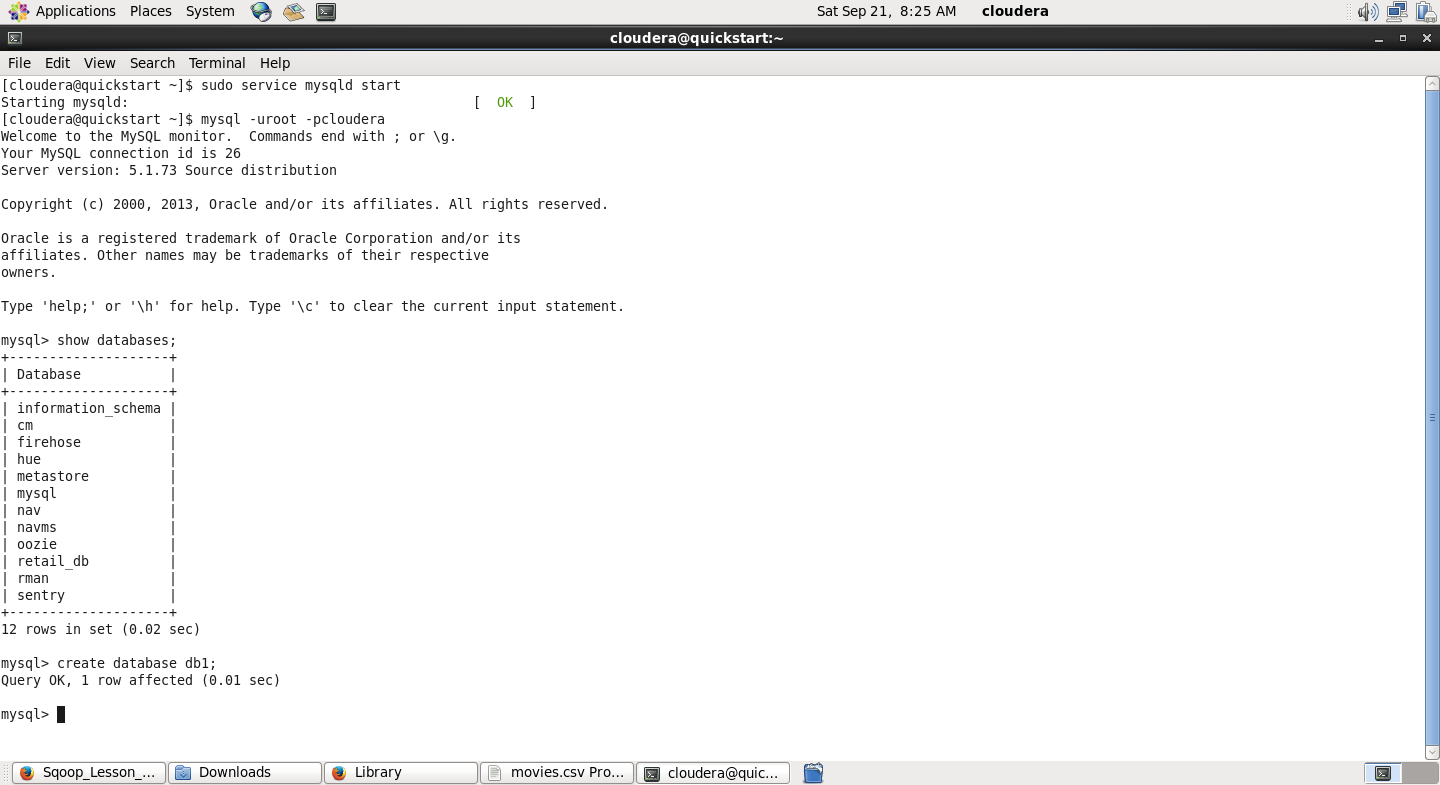 Applications Places System Sat Sep 21, 8:25 AM cloudera
cloudera@quickstart:~
File Edit View Search Terminal Help
[cloudera@quickstart ~]$ sudo service mysqld start
Starting mysqld: [ OK ]
[cloudera@quickstart ~]$ mysql -uroot -pcloudera
Welcome to the MySQL monitor.  Commands end with ; or \g.
Your MySQL connection id is 26
Server version: 5.1.73 Source distribution
Copyright (c) 2000, 2013, Oracle and/or its affiliates. All rights reserved.
Oracle is a registered trademark of Oracle Corporation and/or its
affiliates. Other names may be trademarks of their respective
owners.
Type 'help;' or '\h' for help. Type '\c' to clear the current input statement.
mysql> show databases;
+--------------------+
| Database           |
+--------------------+
| information_schema |
| cm                 |
| firehose           |
| hue                |
| metastore          |
| mysql              |
| nav                |
| navms              |
| oozie              |
| retail_db          |
| rman               |
| sentry             |
+--------------------+
12 rows in set (0.02 sec)
mysql> create database db1;
Query OK, 1 row affected (0.01 sec)
mysql>
Sqoop_Lesson_... Downloads Library movies.csv Pro... cloudera@quic...